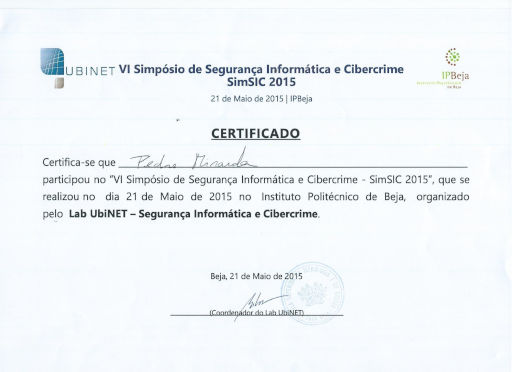 UBINET VI Simpósio de Segurança Informática e Cibercrime
SimSIC 2015
IPBeja
21 de Maio de 2015 | IPBeja
CERTIFICADO
Certifica-se que Pedro Miranda
participou no "VI Simpósio de Segurança Informática e Cibercrime - SimSIC 2015", que se
realizou no dia 21 de Maio de 2015 no Instituto Politécnico de Beja, organizado
pelo Lab UbiNET – Segurança Informática e Cibercrime.
Beja, 21 de Maio de 2015
(Coordenador do Lab UbiNET)